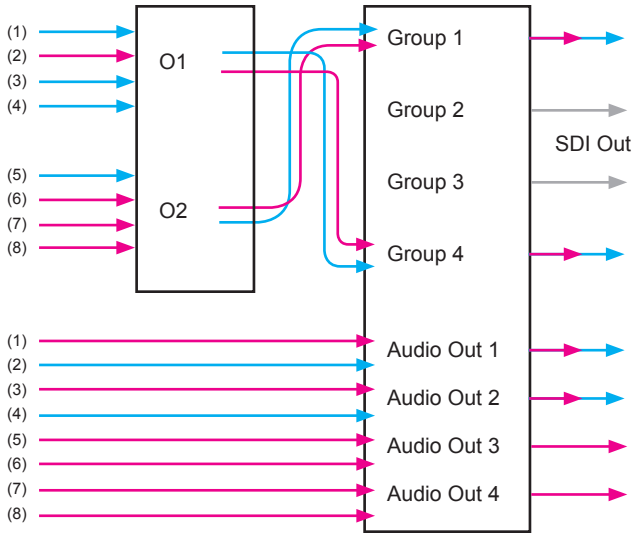 (1)
(2)
(3)
(4)
(5)
(6)
(7)
(8)
O1
O2
Group 1
Group 2
Group 3
Group 4
SDI Out
(1)
(2)
(3)
(4)
(5)
(6)
(7)
(8)
Audio Out 1
Audio Out 2
Audio Out 3
Audio Out 4